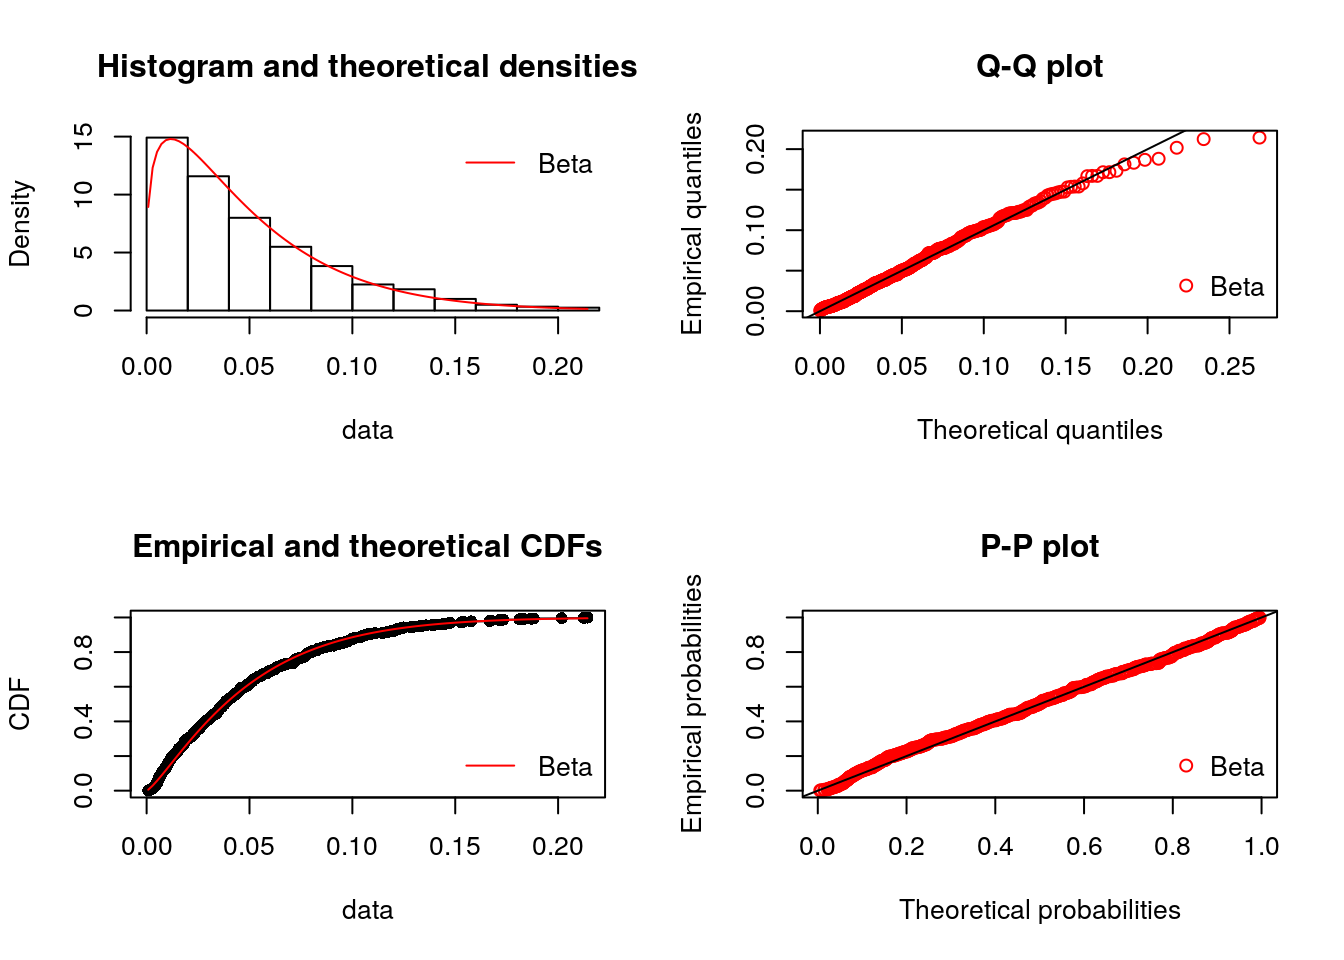 Histogram and theoretical densities
Density
15
10
5
0
Beta
0.00 0.05 0.10 0.15 0.20
data
Q-Q plot
Empirical quantiles
0.20
0.10
0.00
Beta
0.00 0.05 0.10 0.15 0.20 0.25
Theoretical quantiles
Empirical and theoretical CDFs
CDF
0.8
0.4
0.0
Beta
0.00 0.05 0.10 0.15 0.20
data
P-P plot
Empirical probabilities
0.8
0.4
0.0
Beta
0.0 0.2 0.4 0.6 0.8 1.0
Theoretical probabilities